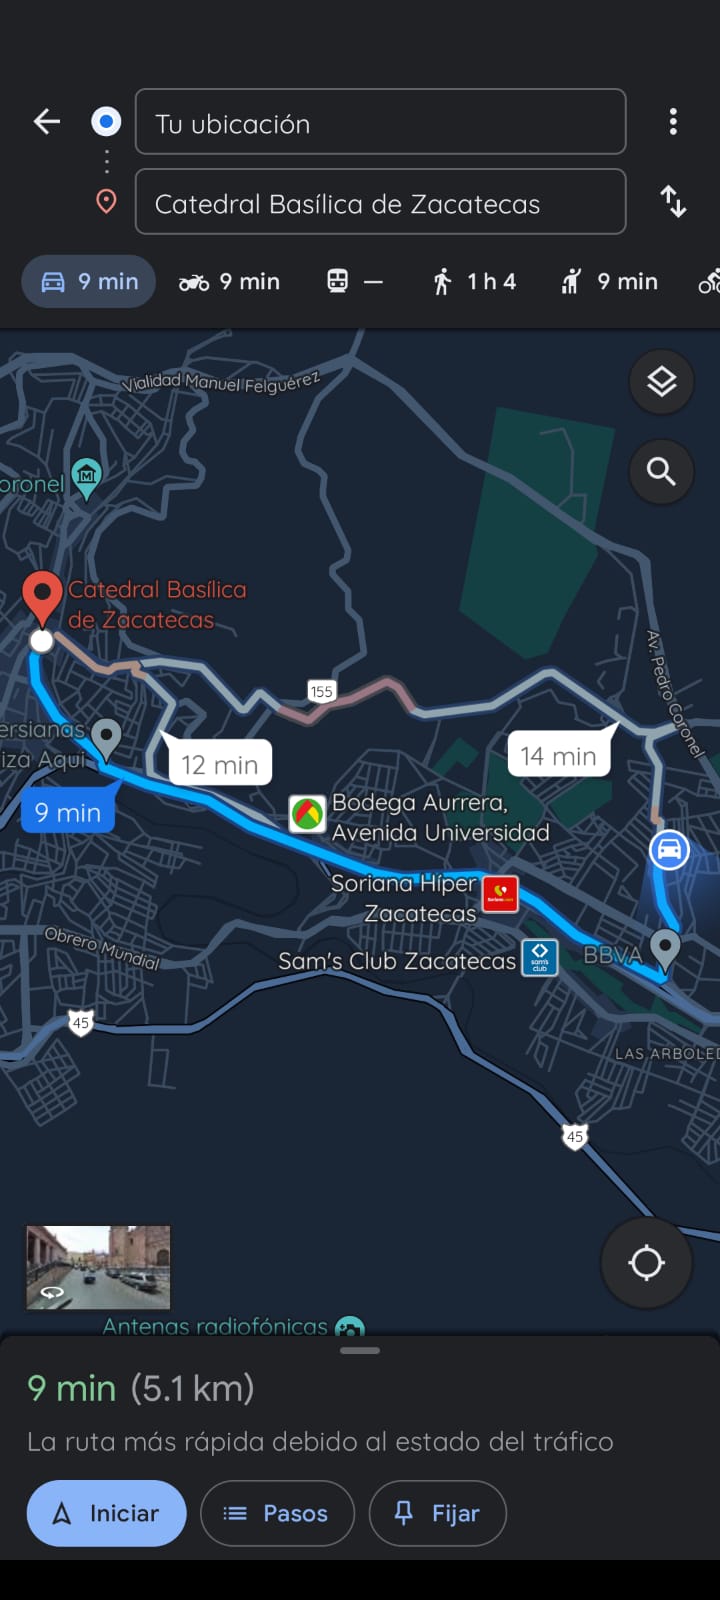 Tu ubicación
Catedral Basílica de Zacatecas
9 min
9 min
—
1 h 4
9 min
Vialidad Manuel Felguérez
oronel
Catedral Basílica
de Zacatecas
155
Av. Pedro Coronel
ersianas
iza Aqui
12 min
14 min
9 min
Bodega Aurrera,
Avenida Universidad
Soriana Híper
Zacatecas
Obrero Mundial
Sam's Club Zacatecas
sam's
club
BBVA
45
LAS ARBOLED
45
Antenas radiofónicas
9 min (5.1 km)
La ruta más rápida debido al estado del tráfico
Iniciar
Pasos
Fijar